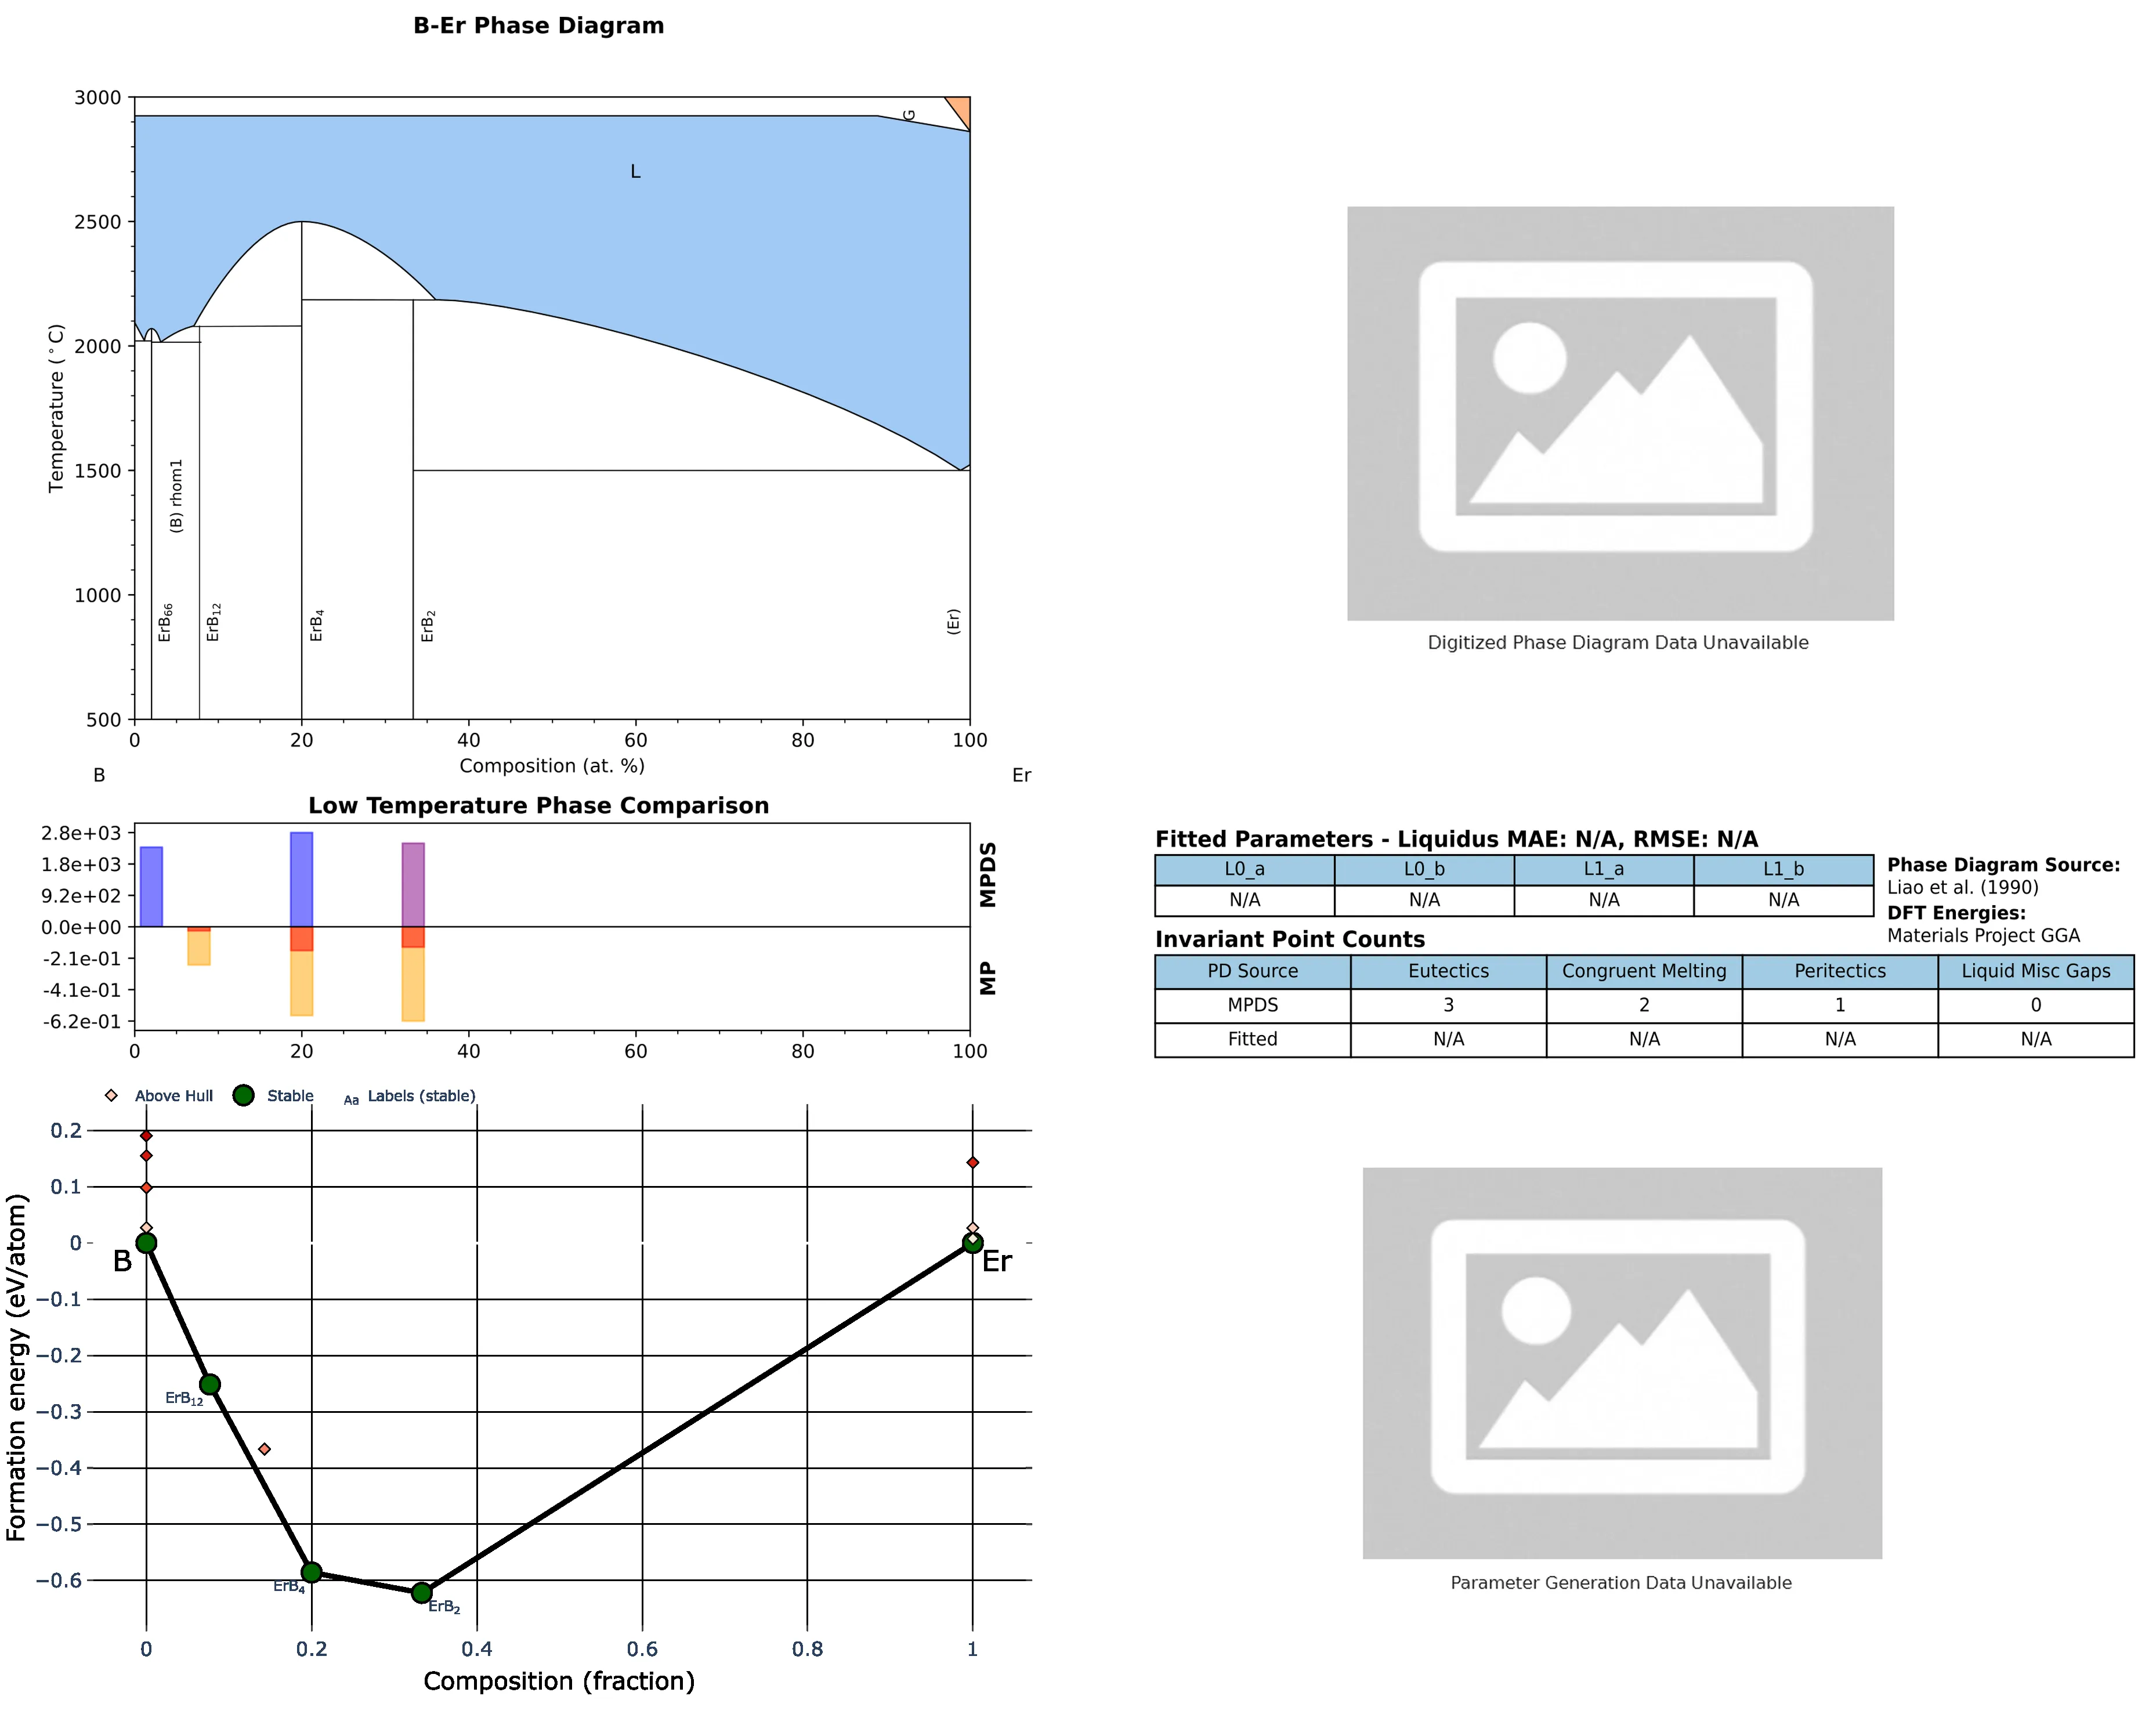 B-Er Phase Diagram
3000
2500
2000
1500
1000
500
Temperature (°C)
G
L
(B) rhom1
ErB₆₆
ErB₁₂
ErB₄
ErB₂
(Er)
0 20 40 60 80 100
Composition (at. %)
B Er
Digitized Phase Diagram Data Unavailable
Low Temperature Phase Comparison
2.8e+03
1.8e+03
9.2e+02
0.0e+00
-2.1e-01
-4.1e-01
-6.2e-01
MPDS
MP
0 20 40 60 80 100
Fitted Parameters - Liquidus MAE: N/A, RMSE: N/A
L0_a L0_b L1_a L1_b
N/A N/A N/A N/A
Phase Diagram Source:
Liao et al. (1990)
DFT Energies:
Materials Project GGA
Invariant Point Counts
PD Source Eutectics Congruent Melting Peritectics Liquid Misc Gaps
MPDS 3 2 1 0
Fitted N/A N/A N/A N/A
Above Hull Stable Aa Labels (stable)
0.2
0.1
0
−0.1
−0.2
−0.3
−0.4
−0.5
−0.6
Formation energy (eV/atom)
B
Er
ErB₁₂
ErB₄
ErB₂
0 0.2 0.4 0.6 0.8 1
Composition (fraction)
Parameter Generation Data Unavailable